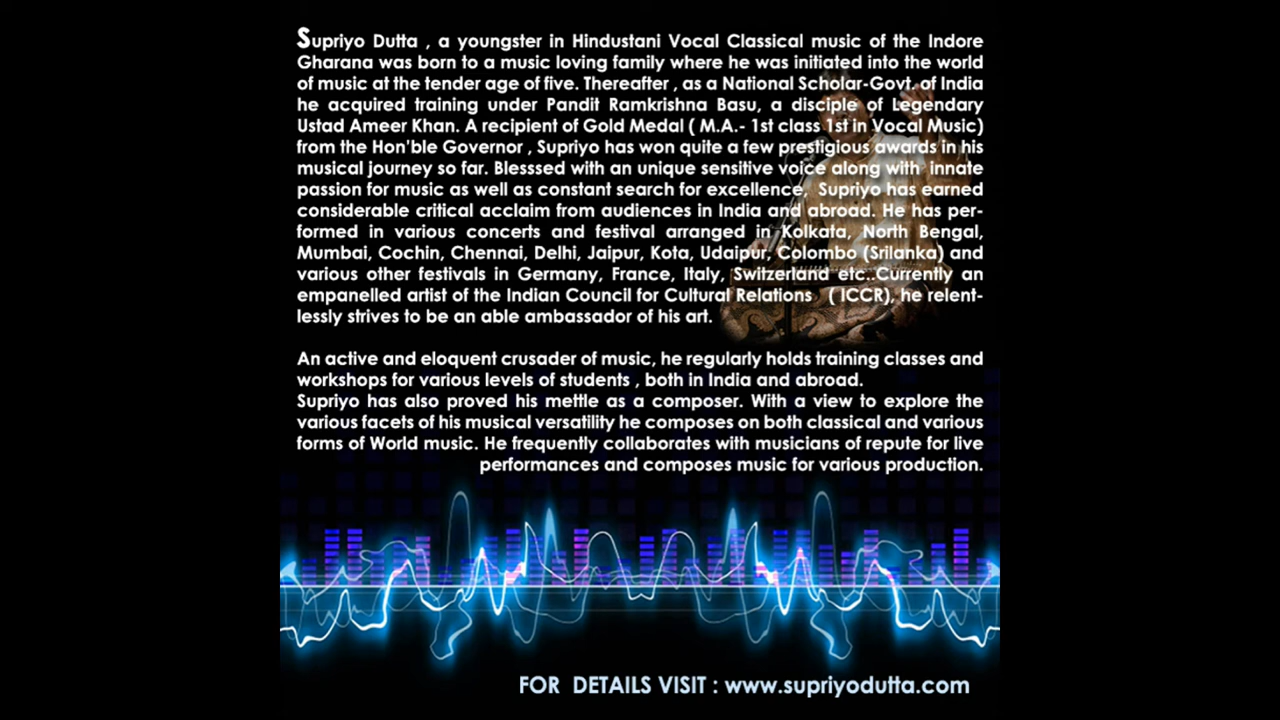 Supriyo Dutta , a youngster in Hindustani Vocal Classical music of the Indore
Gharana was born to a music loving family where he was initiated into the world
of music at the tender age of five. Thereafter , as a National Scholar-Govt. of India
he acquired training under Pandit Ramkrishna Basu, a disciple of Legendary
Ustad Ameer Khan. A recipient of Gold Medal ( M.A.- 1st class 1st in Vocal Music)
from the Hon'ble Governor , Supriyo has won quite a few prestigious awards in his
musical journey so far. Blesssed with an unique sensitive voice along with innate
passion for music as well as constant search for excellence, Supriyo has earned
considerable critical acclaim from audiences in India and abroad. He has per-
formed in various concerts and festival arranged in Kolkata, North Bengal,
Mumbai, Cochin, Chennai, Delhi, Jaipur, Kota, Udaipur, Colombo (Srilanka) and
various other festivals in Germany, France, Italy, Switzerland etc..Currently an
empanelled artist of the Indian Council for Cultural Relations ( ICCR), he relent-
lessly strives to be an able ambassador of his art.
An active and eloquent crusader of music, he regularly holds training classes and
workshops for various levels of students , both in India and abroad.
Supriyo has also proved his mettle as a composer. With a view to explore the
various facets of his musical versatility he composes on both classical and various
forms of World music. He frequently collaborates with musicians of repute for live
performances and composes music for various production.
FOR DETAILS VISIT : www.supriyodutta.com